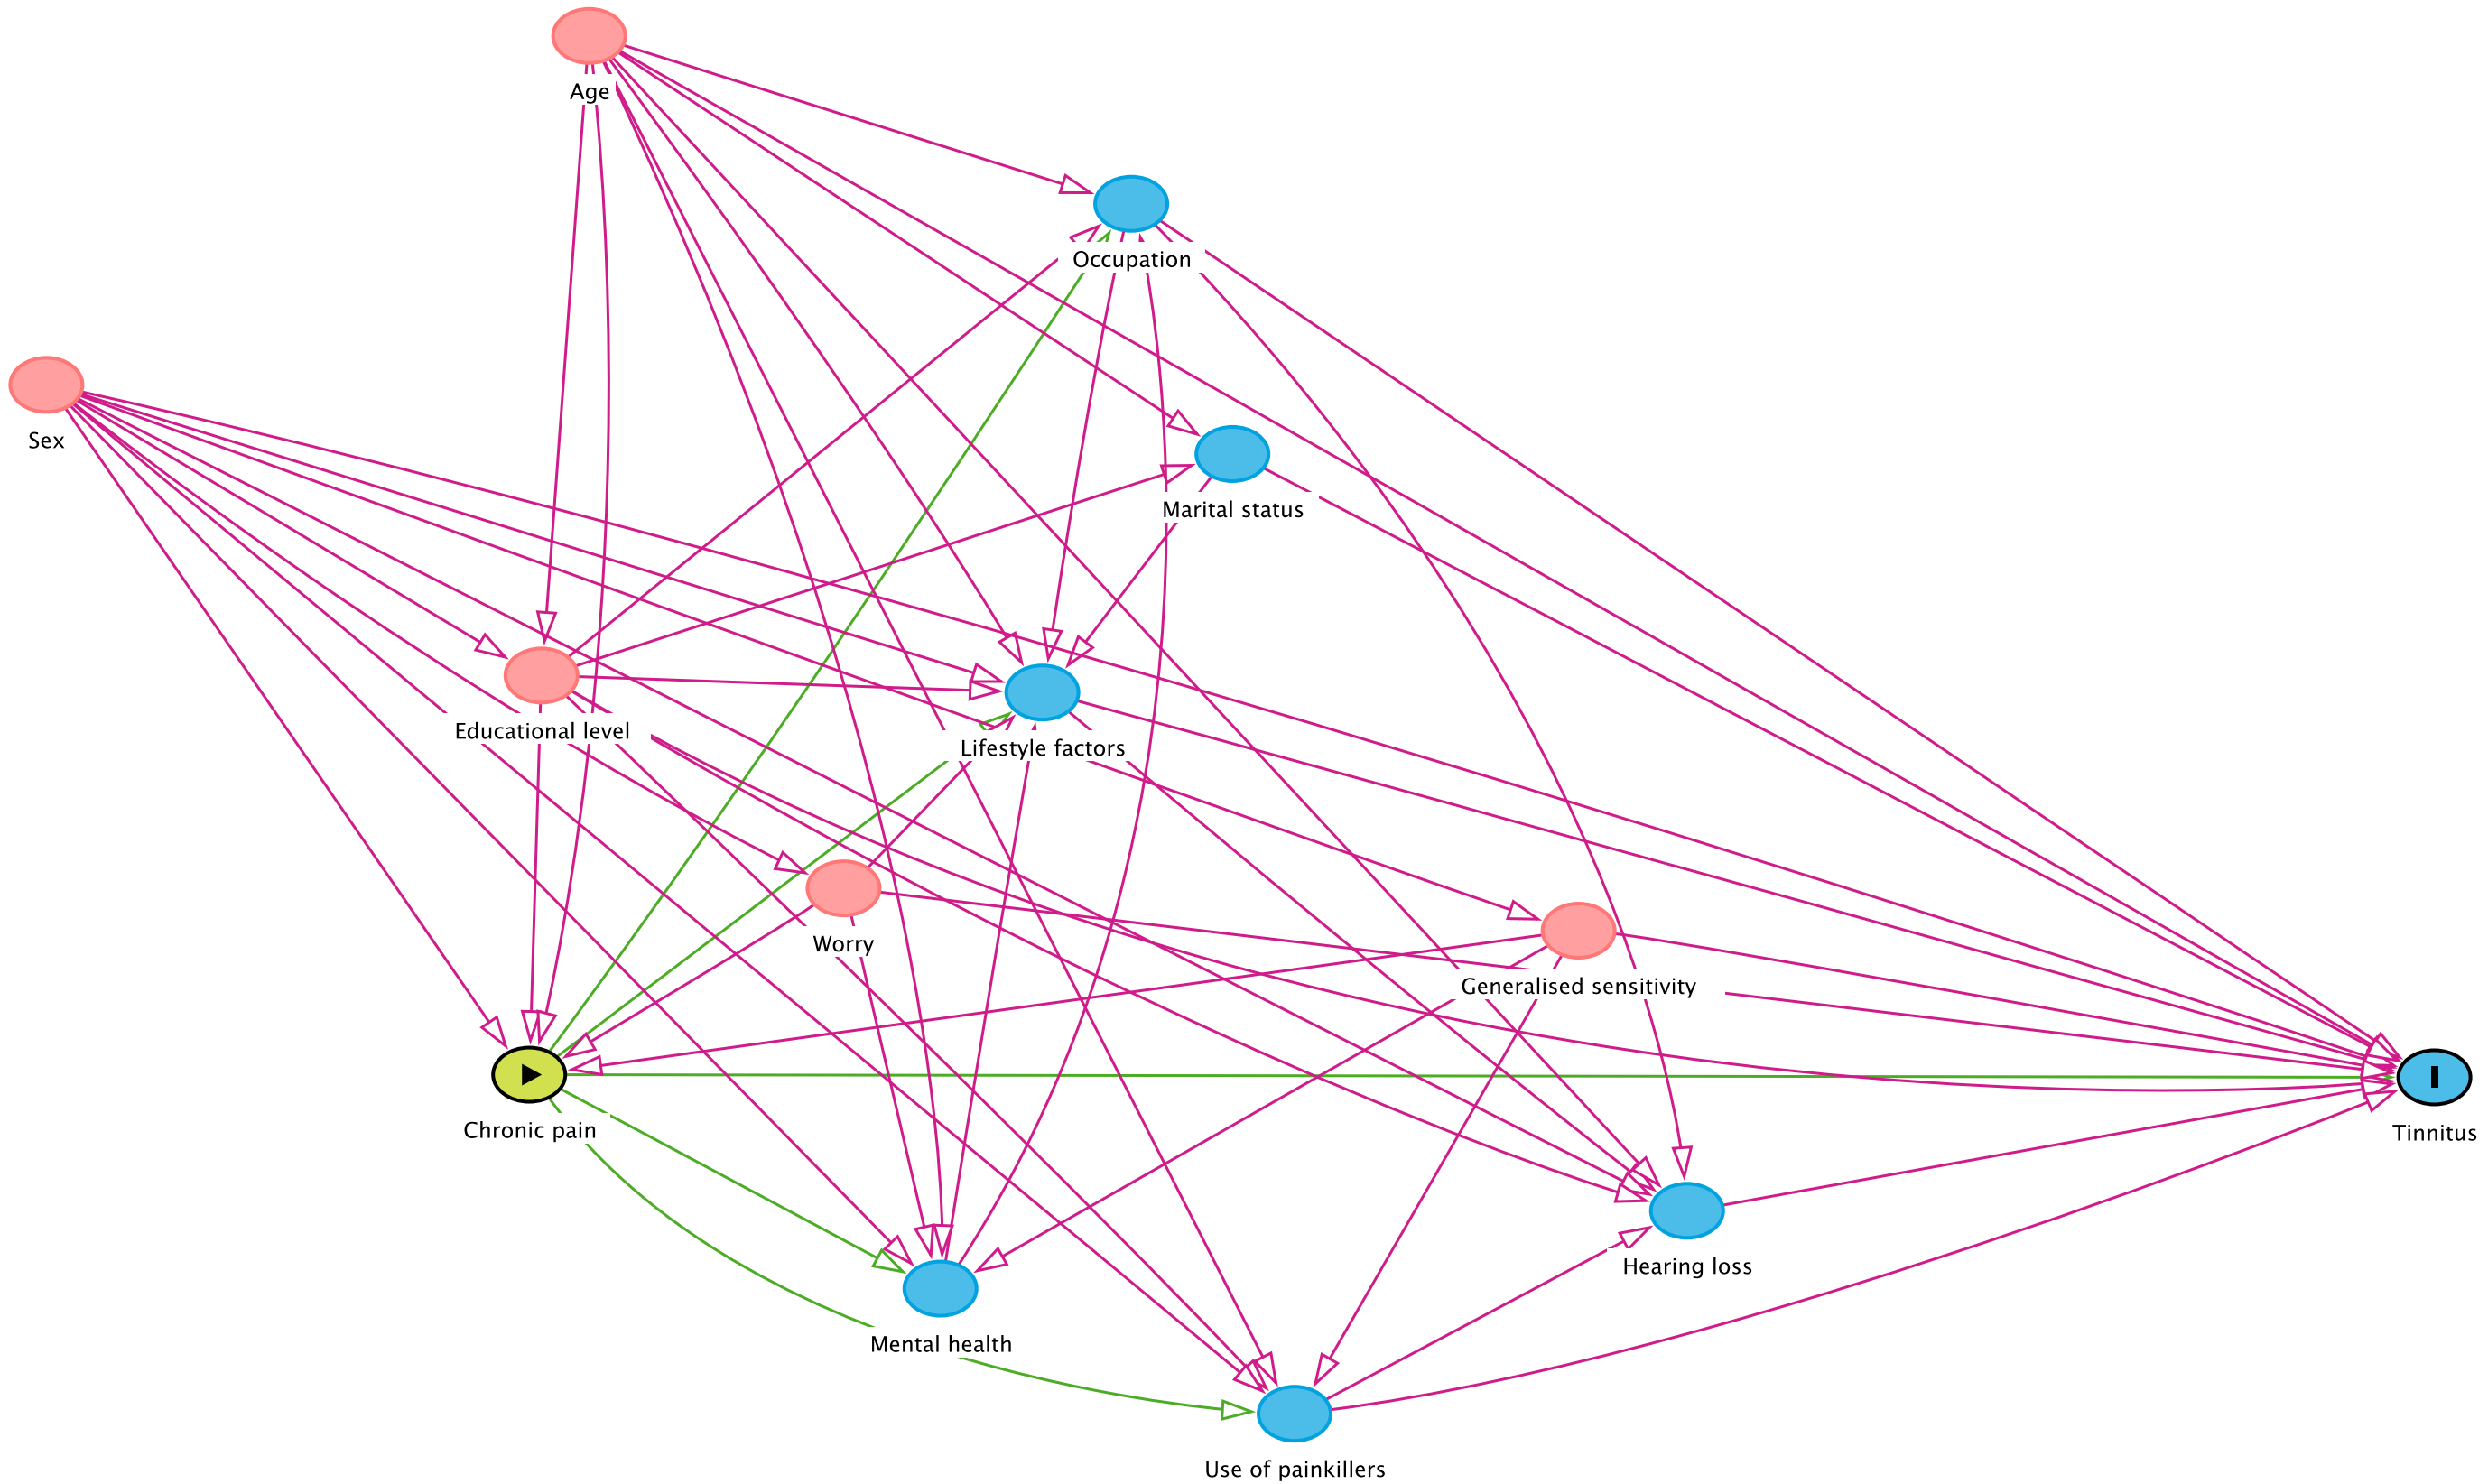 Age
Occupation
Sex
Marital status
Educational level
Lifestyle factors
Worry
Generalised sensitivity
Chronic pain
Tinnitus
Hearing loss
Mental health
Use of painkillers